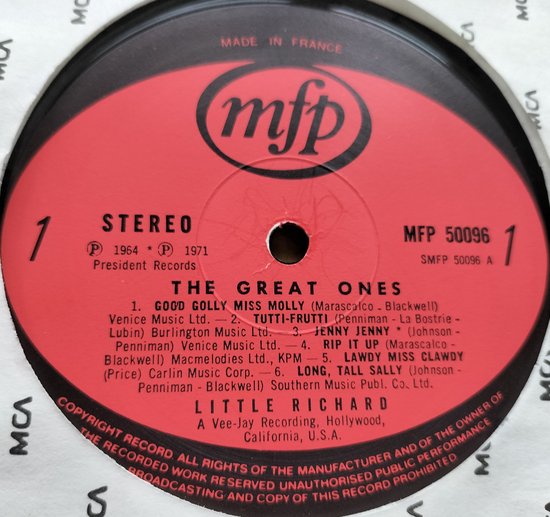 MADE IN FRANCE
mfp
STEREO
Ⓟ 1964 * Ⓟ 1971
President Records
MFP 50096
SMFP 50096 A
1
1
THE GREAT ONES
1. GOOD GOLLY MISS MOLLY (Marascalco - Blackwell)
Venice Music Ltd. — 2. TUTTI-FRUTTI (Penniman - La Bostrie -
Lubin) Burlington Music Ltd. — 3. JENNY JENNY * (Johnson -
Penniman) Venice Music Ltd. — 4. RIP IT UP (Marascalco -
Blackwell) Macmelodies Ltd., KPM — 5. LAWDY MISS CLAWDY
(Price) Carlin Music Corp. — 6. LONG, TALL SALLY (Johnson -
Penniman - Blackwell) Southern Music Publ. Co. Ltd.
LITTLE RICHARD
A Vee-Jay Recording, Hollywood,
California, U.S.A.
COPYRIGHT RECORD ALL RIGHTS OF THE MANUFACTURER AND OF THE OWNER OF
THE RECORDED WORK RESERVED UNAUTHORISED PUBLIC PERFORMANCE
BROADCASTING AND COPY OF THIS RECORD PROHIBITED
MCA
MCA
MCA
MCA
MCA
MCA
MCA